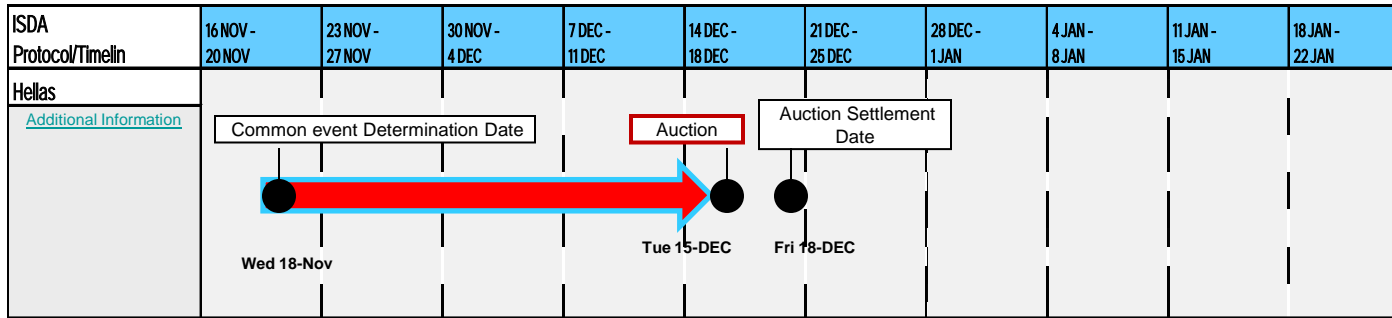 ISDA
Protocol/Timelin
16 NOV -
20 NOV
23 NOV -
27 NOV
30 NOV -
4 DEC
7 DEC -
11 DEC
14 DEC -
18 DEC
21 DEC -
25 DEC
28 DEC -
1 JAN
4 JAN -
8 JAN
11 JAN -
15 JAN
18 JAN -
22 JAN
Hellas
Additional Information
Common event Determination Date
Auction
Auction Settlement
Date
Wed 18-Nov
Tue 15-DEC
Fri 18-DEC